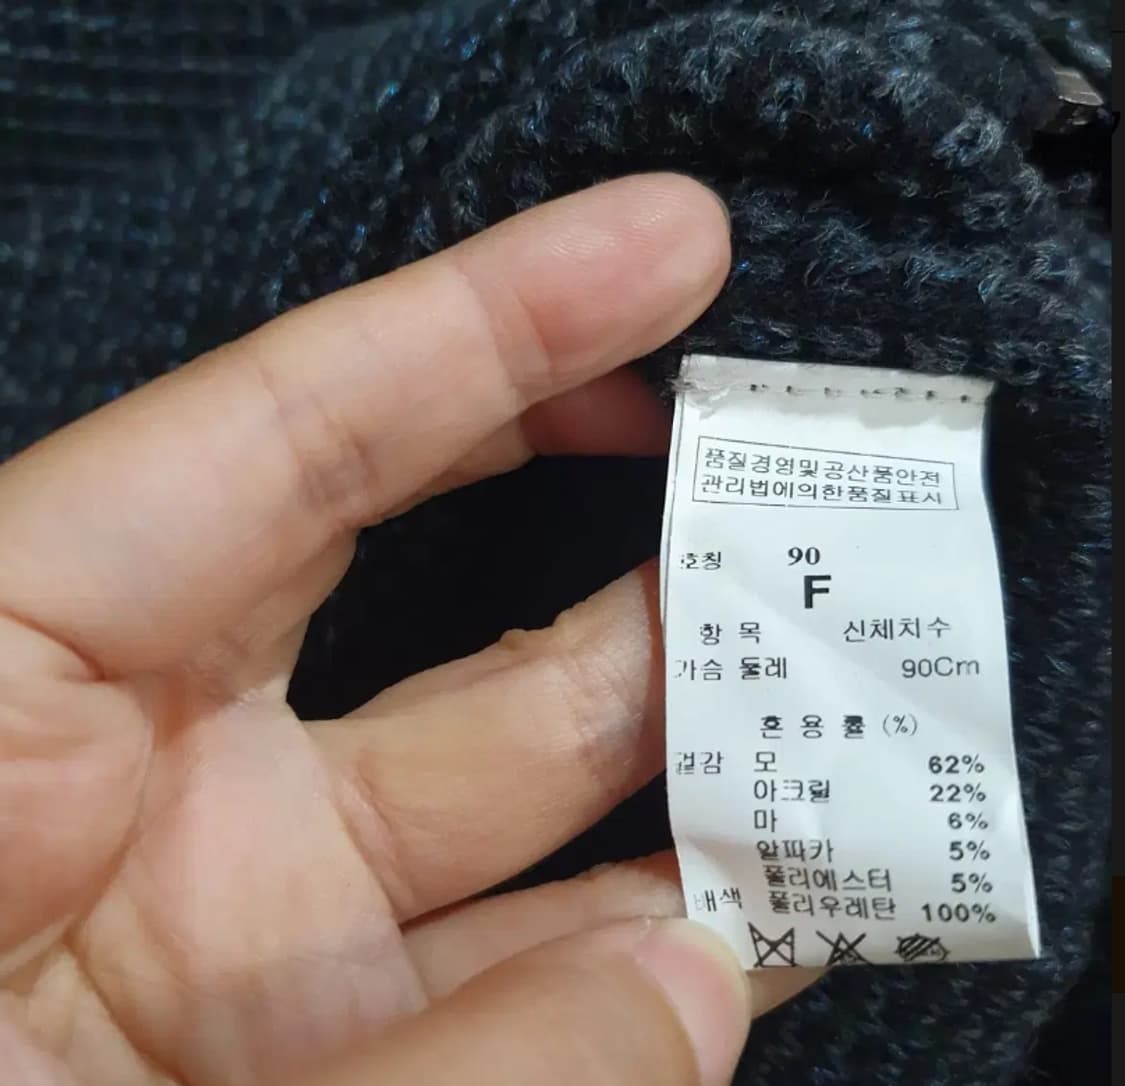 품질경영및공산품안전
관리법에의한품질표시
호칭 90
F
항 목 신체치수
가슴 둘레 90Cm
혼 용 률 (%)
겉감 모 62%
아크릴 22%
마 6%
알파카 5%
폴리에스터 5%
배색 폴리우레탄 100%